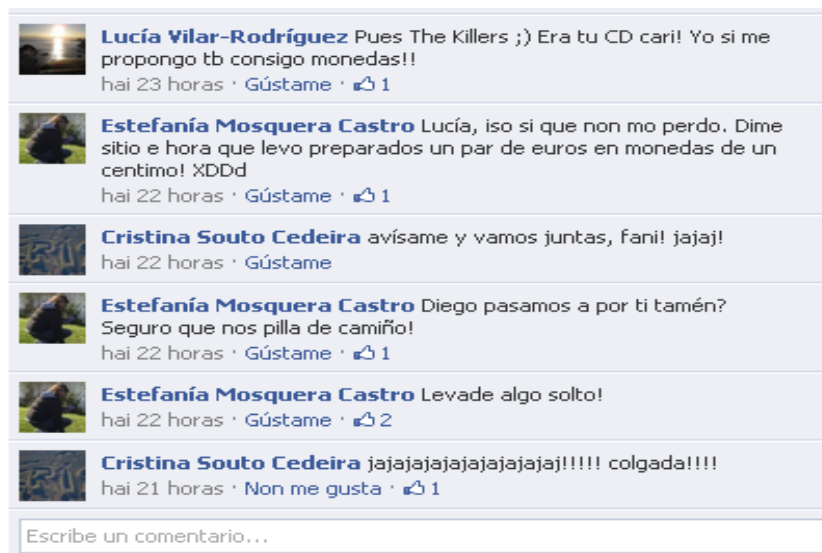 Lucía Vilar-Rodríguez Pues The Killers ;) Era tu CD cari! Yo si me
propongo tb consigo monedas!!
hai 23 horas · Gústame · 1
Estefanía Mosquera Castro Lucía, iso si que non mo perdo. Dime
sitio e hora que levo preparados un par de euros en monedas de un
centimo! XDDd
hai 22 horas · Gústame · 1
Cristina Souto Cedeira avísame y vamos juntas, fani! jajaj!
hai 22 horas · Gústame
Estefanía Mosquera Castro Diego pasamos a por ti tamén?
Seguro que nos pilla de camiño!
hai 22 horas · Gústame · 1
Estefanía Mosquera Castro Levade algo solto!
hai 22 horas · Gústame · 2
Cristina Souto Cedeira jajajajajajajajajaj!!!!! colgada!!!!
hai 21 horas · Non me gusta · 1
Escribe un comentario...